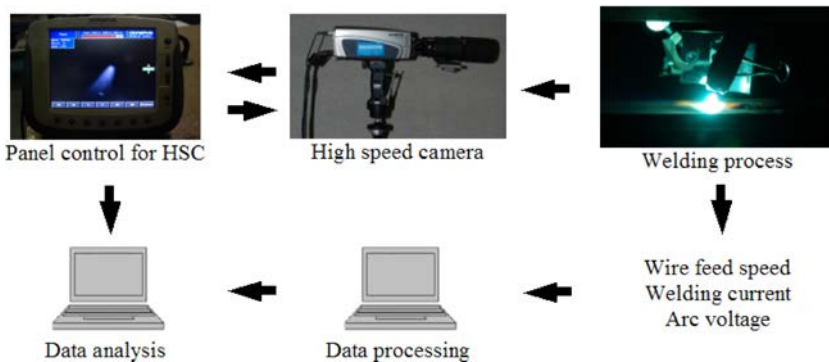 OLYMPUS
Panel control for HSC
High speed camera
Welding process
Wire feed speed
Welding current
Arc voltage
Data analysis
Data processing